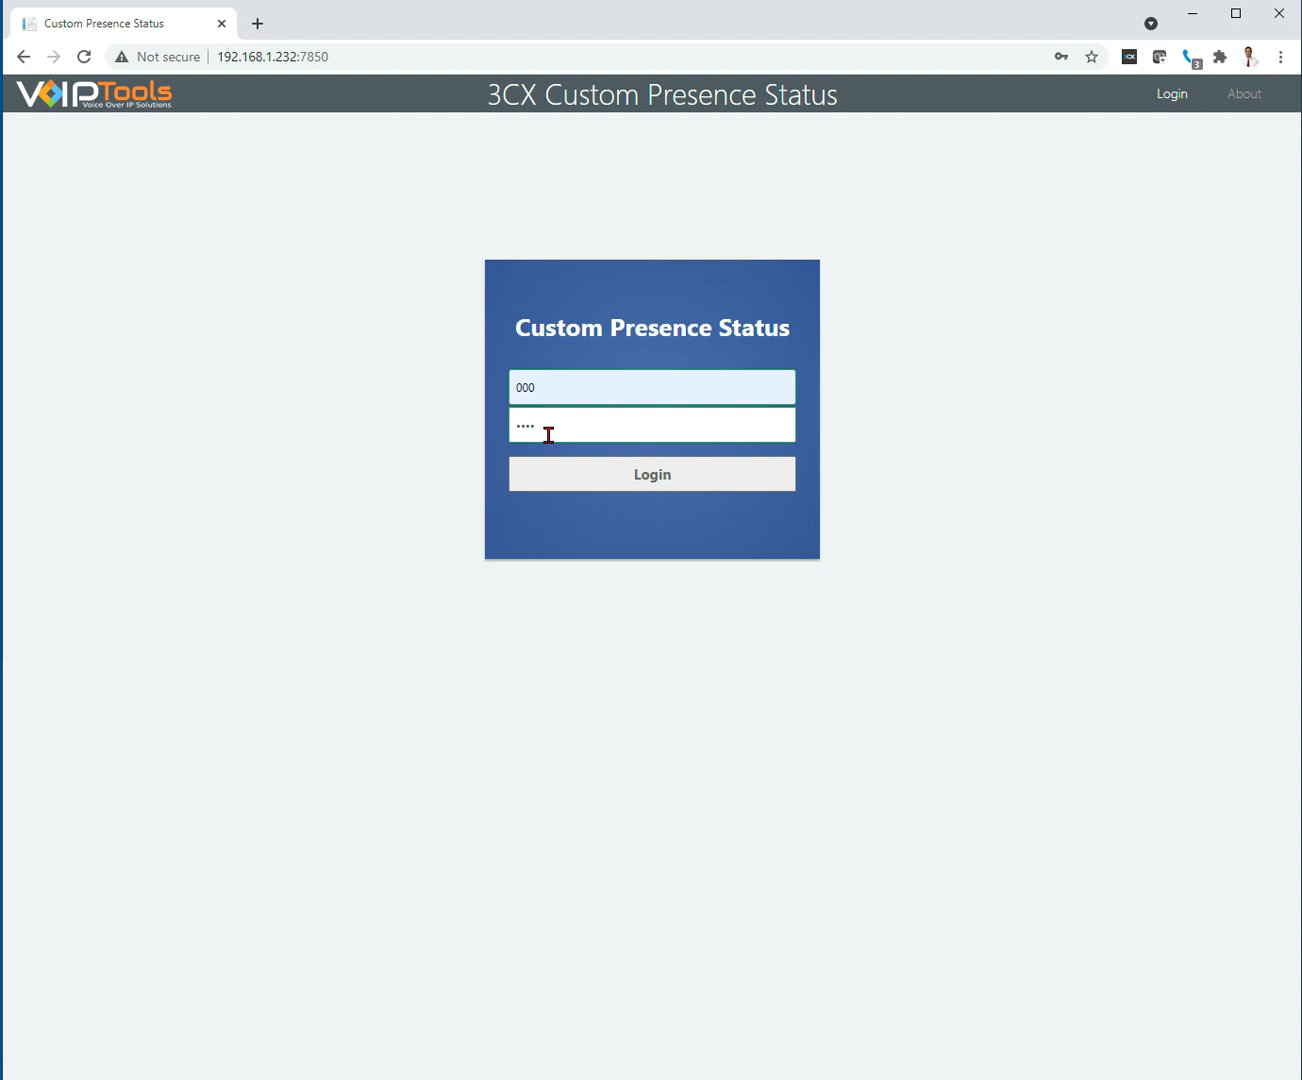 Custom Presence Status
Not secure 192.168.1.232:7850
3
VOIPTools
Voice Over IP Solutions
3CX Custom Presence Status
Login
About
Custom Presence Status
000
••••
Login